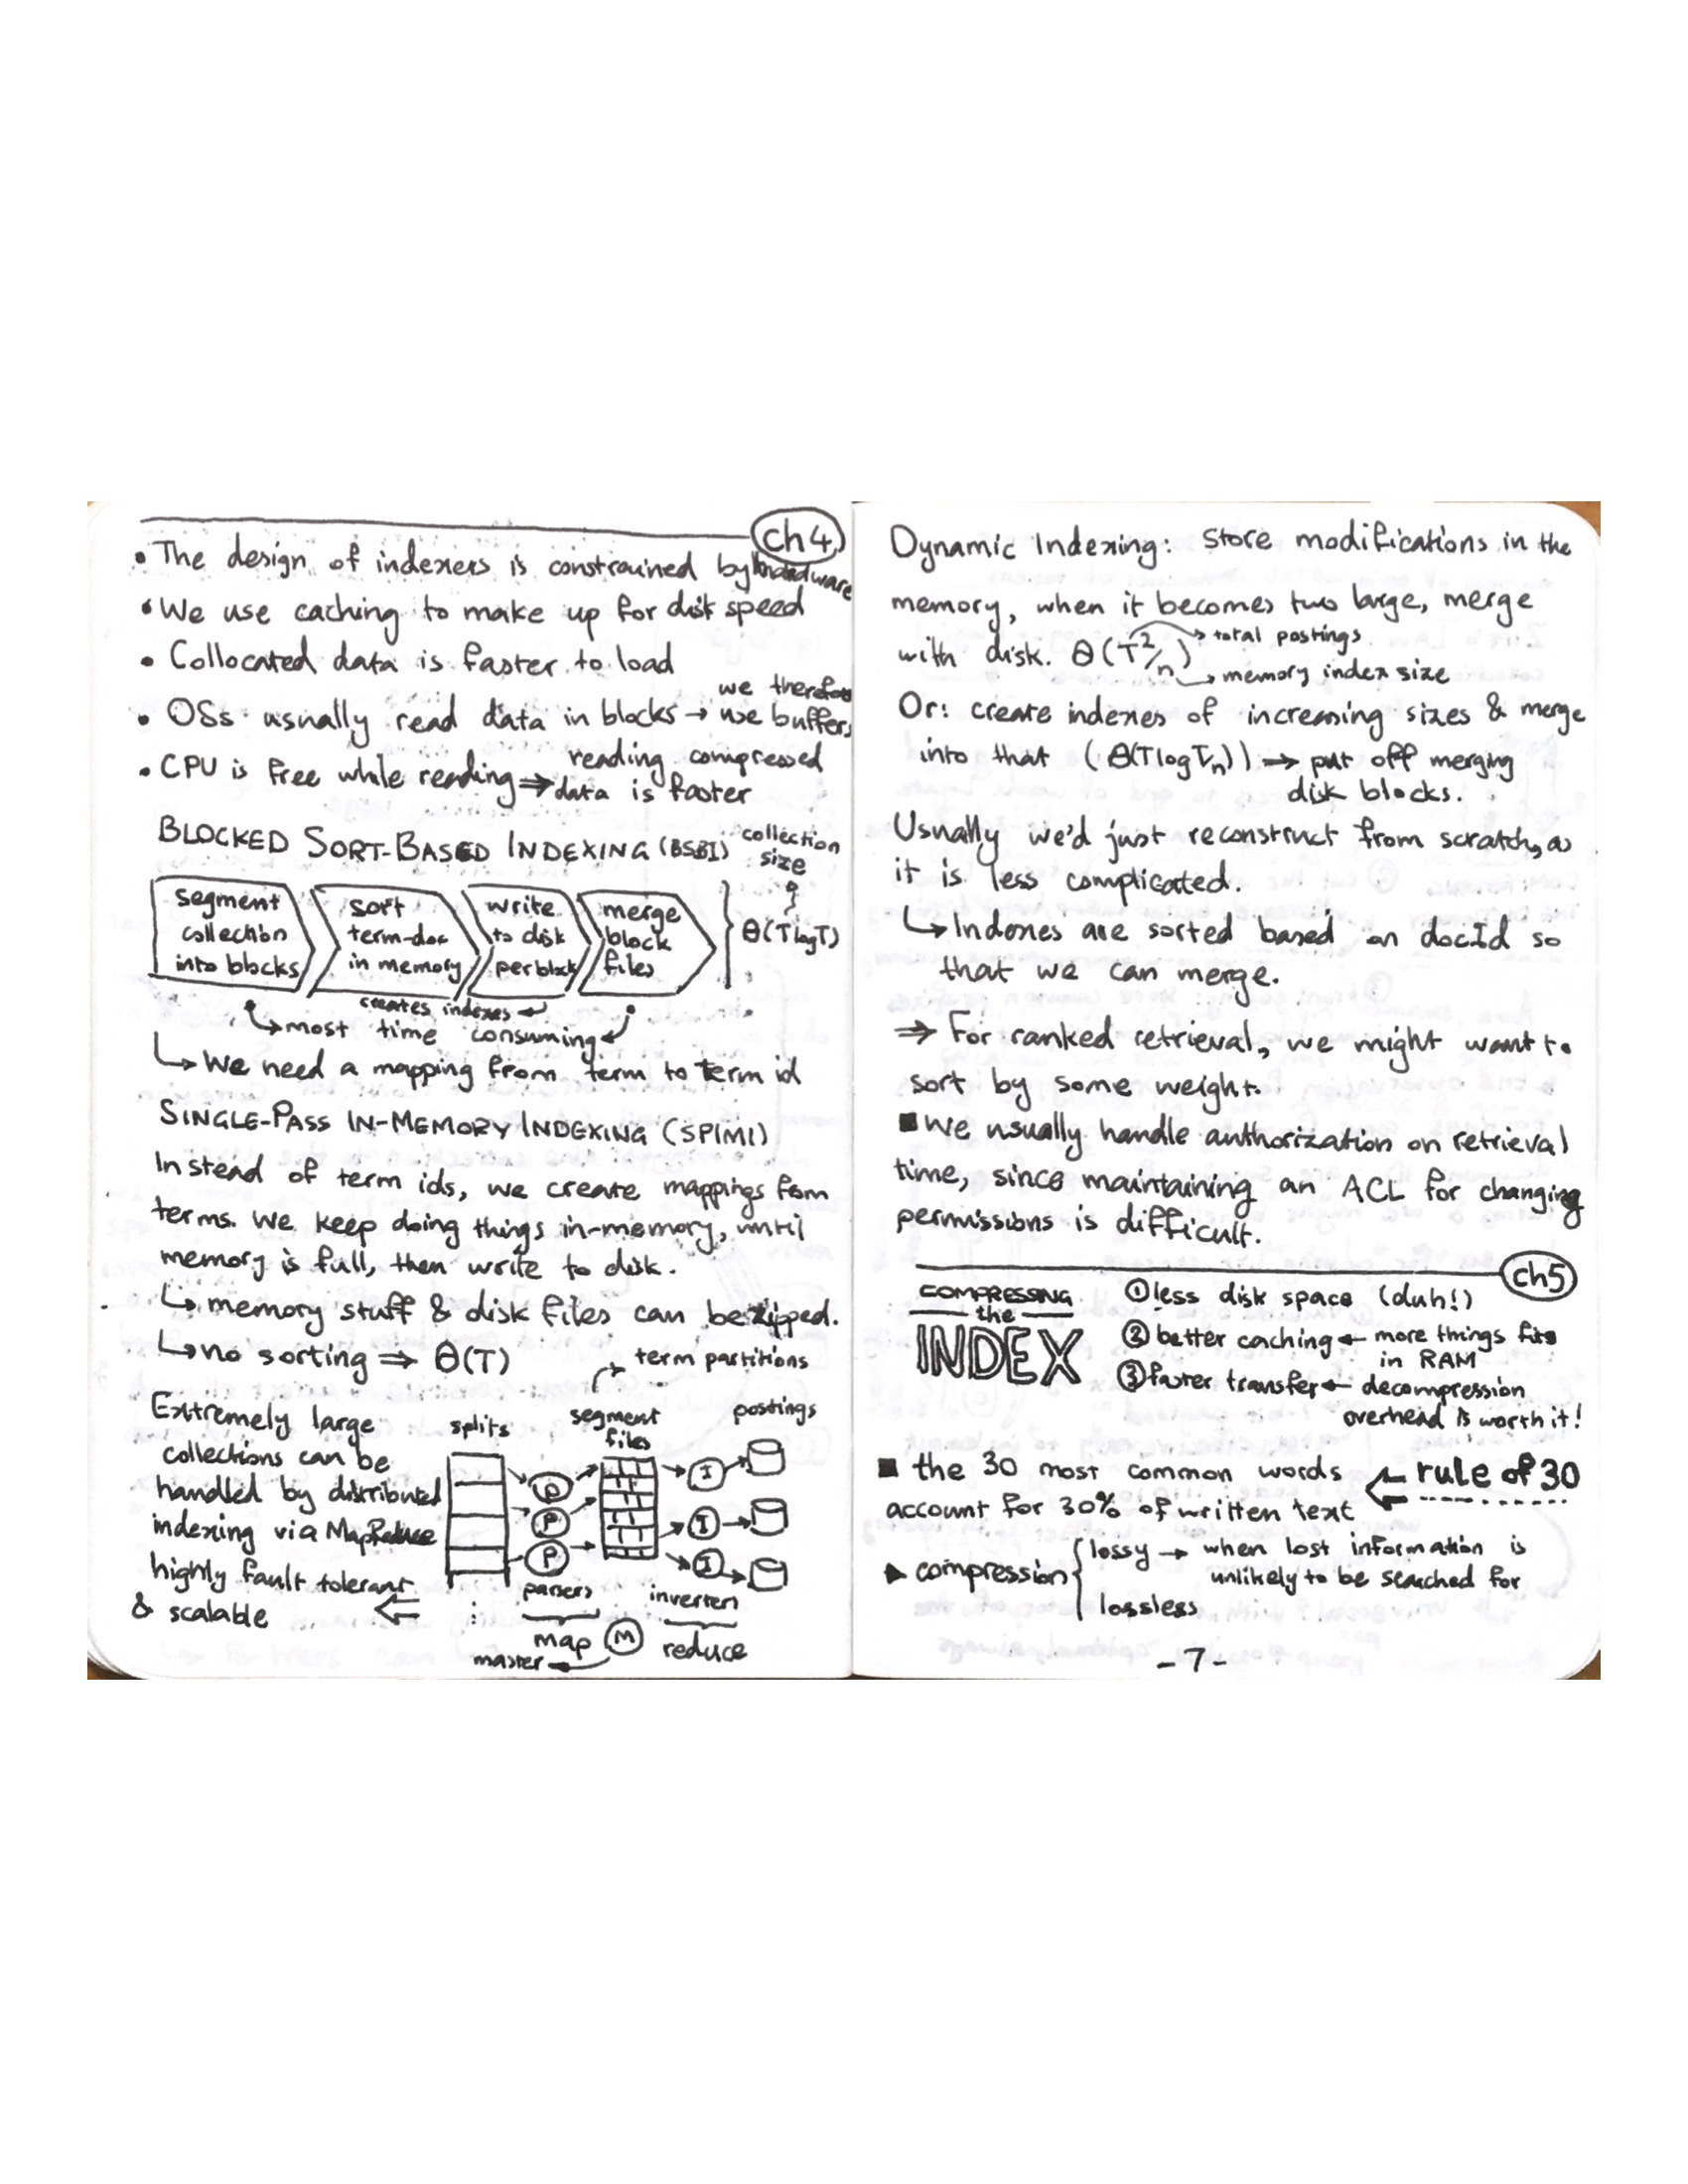 ch4
• The design of indexers is constrained by hardware
• We use caching to make up for disk speed
• Collocated data is faster to load
• OSs usually read data in blocks → we therefore use buffers
• CPU is free while reading ⇒ reading compressed data is faster
BLOCKED SORT-BASED INDEXING (BSBI)
collection size
segment collection into blocks
sort term-doc in memory
write to disk per block
merge block files
θ(TlogT)
creates indexes
most time consuming
↳ We need a mapping from term to term id
SINGLE-PASS IN-MEMORY INDEXING (SPIMI)
Instead of term ids, we create mappings from
terms. We keep doing things in-memory, until
memory is full, then write to disk.
↳ memory stuff & disk files can be zipped.
↳ no sorting ⇒ θ(T)
Extremely large
collections can be
handled by distributed
indexing via MapReduce
highly fault tolerant
& scalable ⇐
term partitions
splits
segment files
postings
P
P
P
I
I
I
parsers
inverters
map
M
reduce
master
Dynamic Indexing: Store modifications in the
memory, when it becomes two large, merge
with disk. θ(T²/n) → total postings
→ memory index size
Or: create indexes of increasing sizes & merge
into that (θ(TlogT/n)) → put off merging
disk blocks.
Usually we'd just reconstruct from scratch, as
it is less complicated.
↳ Indexes are sorted based on docId so
that we can merge.
⇒ For ranked retrieval, we might want to
sort by some weight.
■ We usually handle authorization on retrieval
time, since maintaining an ACL for changing
permissions is difficult.
ch5
COMPRESSING
the
INDEX
① less disk space (duh!)
② better caching ← more things fits
in RAM
③ faster transfer ← decompression
overhead is worth it!
■ the 30 most common words ⇐ rule of 30
account for 30% of written text
▶ compression
lossy → when lost information is
unlikely to be searched for
lossless
-7-